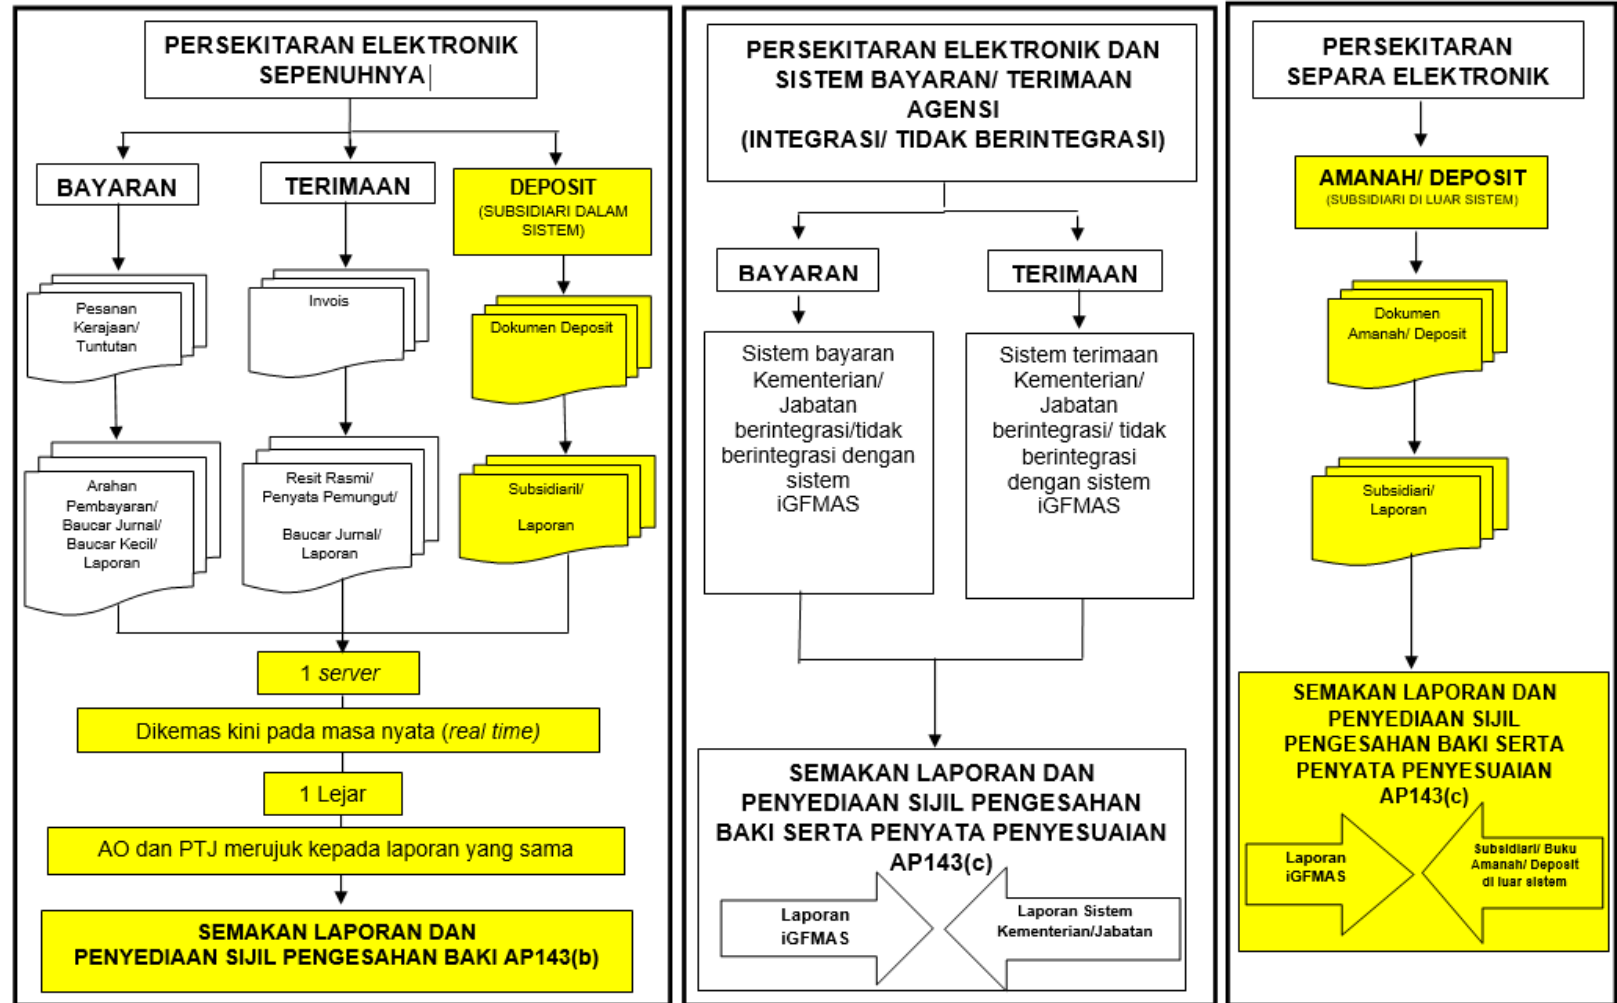 PERSEKITARAN ELEKTRONIK
SEPENUHNYA
BAYARAN
TERIMAAN
DEPOSIT
(SUBSIDIARI DALAM
SISTEM)
Pesanan
Kerajaan/
Tuntutan
Invois
Dokumen Deposit
Arahan
Pembayaran/
Baucar Jurnal/
Baucar Kecil/
Laporan
Resit Rasmi/
Penyata Pemungut/
Baucar Jurnal/
Laporan
Subsidiaril/
Laporan
1 server
Dikemas kini pada masa nyata (real time)
1 Lejar
AO dan PTJ merujuk kepada laporan yang sama
SEMAKAN LAPORAN DAN
PENYEDIAAN SIJIL PENGESAHAN BAKI AP143(b)
PERSEKITARAN ELEKTRONIK DAN
SISTEM BAYARAN/ TERIMAAN
AGENSI
(INTEGRASI/ TIDAK BERINTEGRASI)
BAYARAN
TERIMAAN
Sistem bayaran
Kementerian/
Jabatan
berintegrasi/tidak
berintegrasi dengan
sistem
iGFMAS
Sistem terimaan
Kementerian/
Jabatan
berintegrasi/ tidak
berintegrasi
dengan sistem
iGFMAS
SEMAKAN LAPORAN DAN
PENYEDIAAN SIJIL PENGESAHAN
BAKI SERTA PENYATA PENYESUAIAN
AP143(c)
Laporan
iGFMAS
Laporan Sistem
Kementerian/Jabatan
PERSEKITARAN
SEPARA ELEKTRONIK
AMANAH/ DEPOSIT
(SUBSIDIARI DI LUAR SISTEM)
Dokumen
Amanah/ Deposit
Subsidiari/
Laporan
SEMAKAN LAPORAN DAN
PENYEDIAAN SIJIL
PENGESAHAN BAKI SERTA
PENYATA PENYESUAIAN
AP143(c)
Laporan
iGFMAS
Subsidiari/ Buku
Amanah/ Deposit
di luar sistem